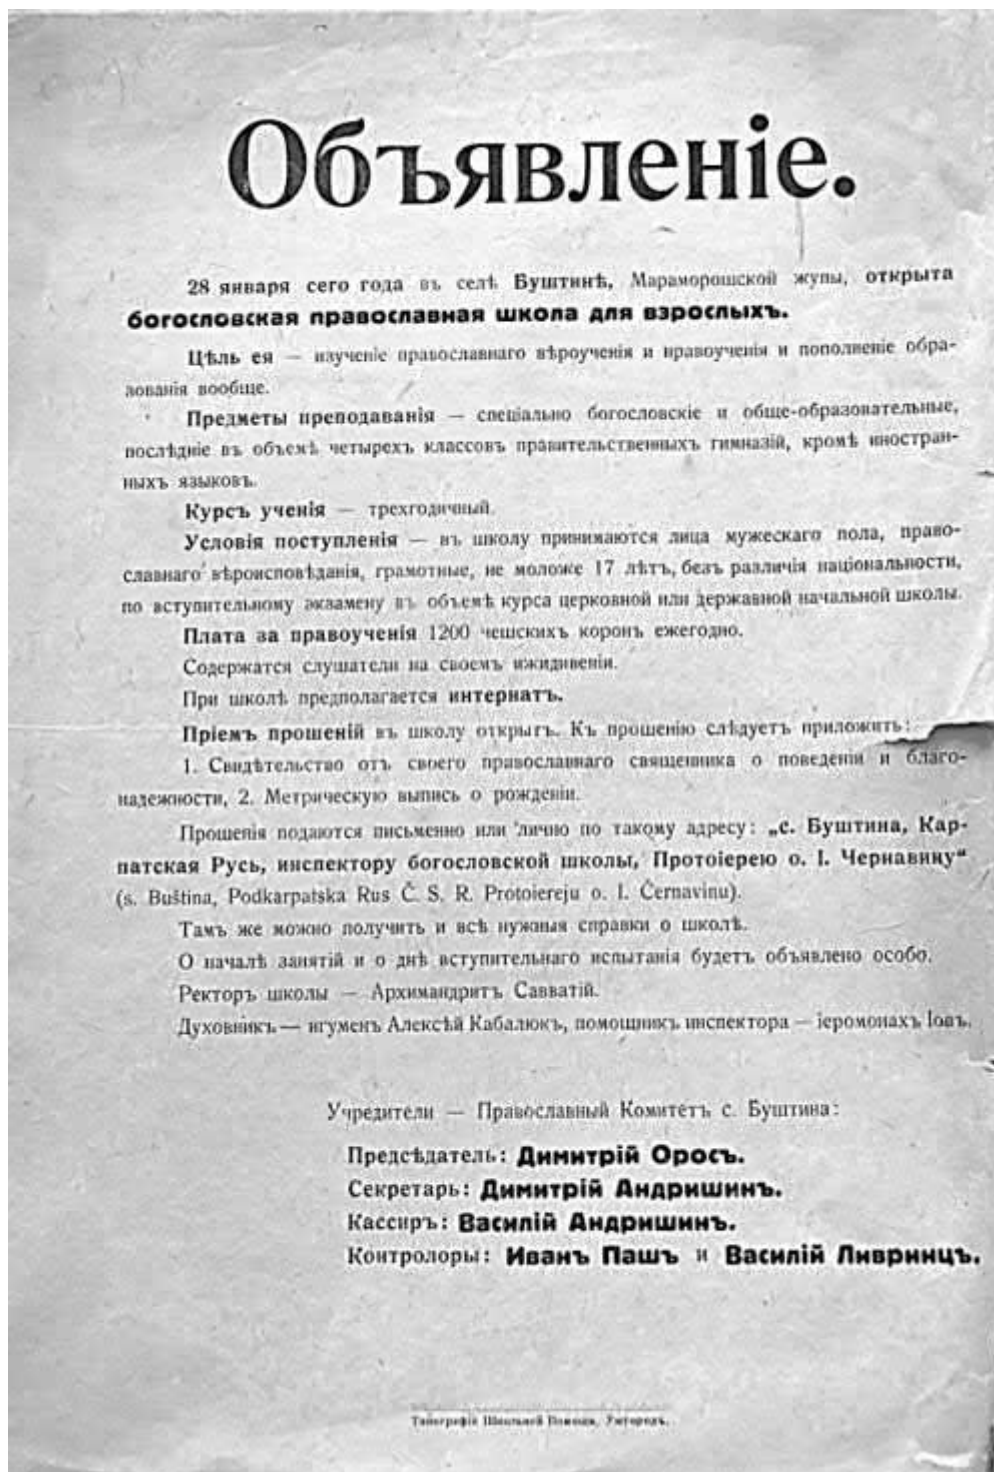 Объявленіе.
28 января сего года въ селѣ Буштинѣ, Мараморошской жупы, открыта
богословская православная школа для взрослыхъ.
Цѣль ея — изученіе православнаго вѣроученія и нравоученія и пополненіе обра-
зованія вообще.
Предметы преподаванія — спеціально богословскіе и обще-образовательные,
послѣдніе въ объемѣ четырехъ классовъ правительственныхъ гимназій, кромѣ иностран-
ныхъ языковъ.
Курсъ ученія — трехгодичный.
Условія поступленія — въ школу принимаются лица мужескаго пола, право-
славнаго вѣроисповѣданія, грамотные, не моложе 17 лѣтъ, безъ различія національности,
по вступительному экзамену въ объемѣ курса церковной или державной начальной школы.
Плата за правоученія 1200 чешскихъ коронъ ежегодно.
Содержатся слушатели на своемъ иждивеніи.
При школѣ предполагается интернатъ.
Пріемъ прошеній въ школу открытъ. Къ прошенію слѣдуетъ приложить:
1. Свидѣтельство отъ своего православнаго священника о поведеніи и благо-
надежности, 2. Метрическую выпись о рожденіи.
Прошенія подаются письменно или лично по такому адресу: „с. Буштина, Кар-
патская Русь, инспектору богословской школы, Протоіерею о. І. Чернавину“
(s. Buština, Podkarpatska Rus Č. S. R. Protoiereju o. I. Černavinu).
Тамъ же можно получить и всѣ нужныя справки о школѣ.
О началѣ занятій и о днѣ вступительнаго испытанія будетъ объявлено особо.
Ректоръ школы — Архимандритъ Савватій.
Духовникъ — игуменъ Алексѣй Кабалюкъ, помощникъ инспектора — іеромонахъ Іовъ.
Учредители — Православный Комитетъ с. Буштина:
Предсѣдатель: Димитрій Оросъ.
Секретарь: Димитрій Андришинъ.
Кассиръ: Василій Андришинъ.
Контролоры: Иванъ Пашъ и Василій Ливринцъ.
Типографія Школьной Помощи, Ужгородъ.